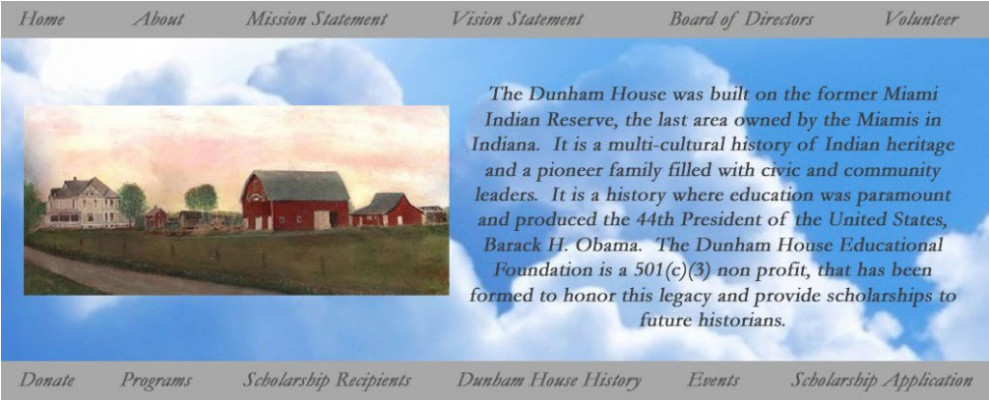 Home About Mission Statement Vision Statement Board of Directors Volunteer
The Dunham House was built on the former Miami
Indian Reserve, the last area owned by the Miamis in
Indiana. It is a multi-cultural history of Indian heritage
and a pioneer family filled with civic and community
leaders. It is a history where education was paramount
and produced the 44th President of the United States,
Barack H. Obama. The Dunham House Educational
Foundation is a 501(c)(3) non profit, that has been
formed to honor this legacy and provide scholarships to
future historians.
Donate Programs Scholarship Recipients Dunham House History Events Scholarship Application